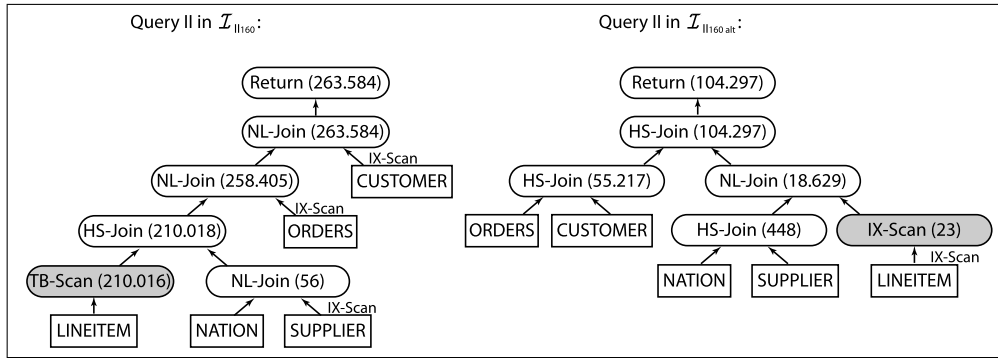 Query II in I II160:
Return (263.584)
NL-Join (263.584)
IX-Scan
NL-Join (258.405)
CUSTOMER
IX-Scan
HS-Join (210.018)
ORDERS
TB-Scan (210.016)
NL-Join (56)
IX-Scan
LINEITEM
NATION
SUPPLIER
Query II in I II160 alt:
Return (104.297)
HS-Join (104.297)
HS-Join (55.217)
NL-Join (18.629)
ORDERS
CUSTOMER
HS-Join (448)
IX-Scan (23)
IX-Scan
NATION
SUPPLIER
LINEITEM